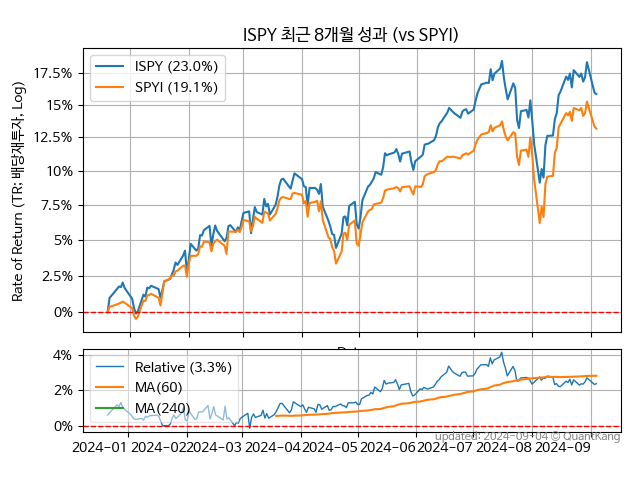 ISPY 최근 8개월 성과 (vs SPYI)
Rate of Return (TR: 배당재투자, Log)
17.5%
15%
12.5%
10%
7.5%
5%
2.5%
0%
ISPY (23.0%)
SPYI (19.1%)
4%
2%
0%
Relative (3.3%)
MA(60)
MA(240)
2024-01
2024-02
2024-03
2024-04
2024-05
2024-06
2024-07
2024-08
2024-09
updated: 2024-09-04 © QuantKang